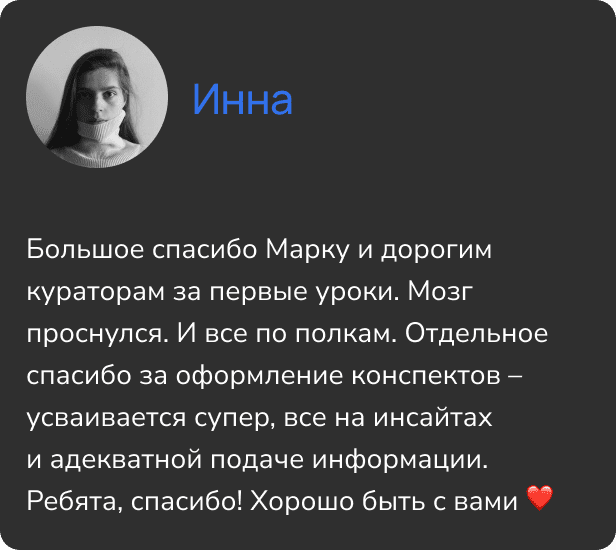 Инна
Большое спасибо Марку и дорогим
кураторам за первые уроки. Мозг
проснулся. И все по полкам. Отдельное
спасибо за оформление конспектов –
усваивается супер, все на инсайтах
и адекватной подаче информации.
Ребята, спасибо! Хорошо быть с вами ❤️